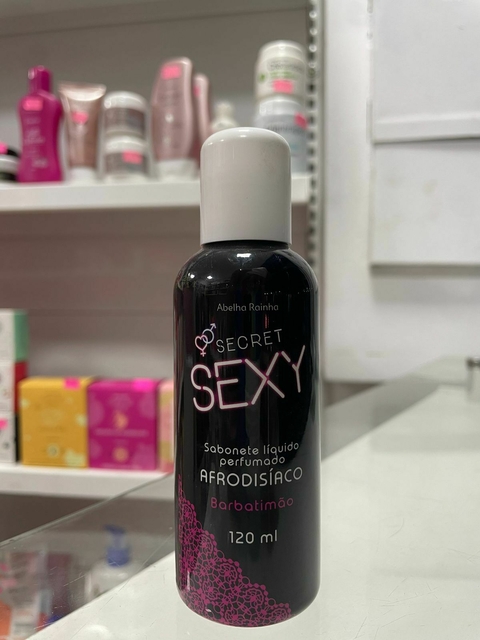 Abelha Rainha
SECRET
SEXY
Sabonete líquido
perfumado
AFRODISÍACO
Barbatimão
120 ml